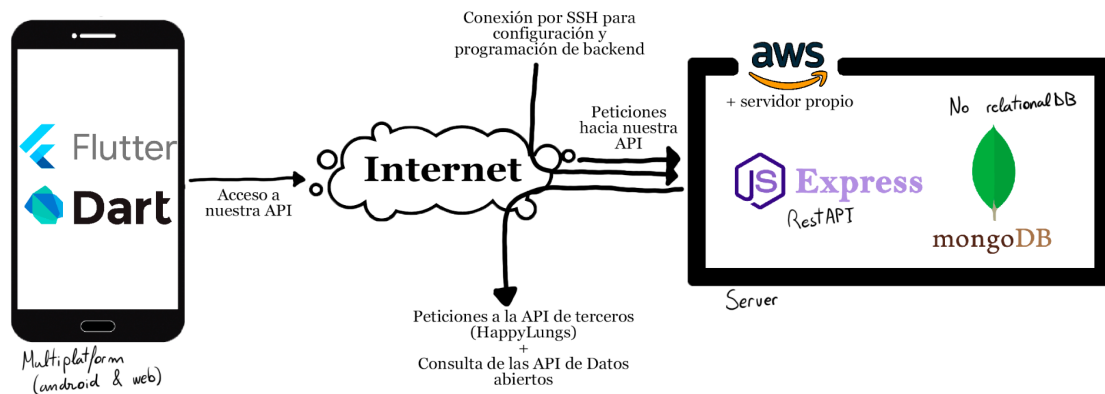 Flutter
Dart
Multiplatform
(android & web)
Acceso a
nuestra API
Internet
Conexión por SSH para
configuración y
programación de backend
Peticiones
hacia nuestra
API
Peticiones a la API de terceros
(HappyLungs)
+
Consulta de las API de Datos
abiertos
aws
+ servidor propio
No relationalDB
JS Express
RestAPI
mongoDB
Server